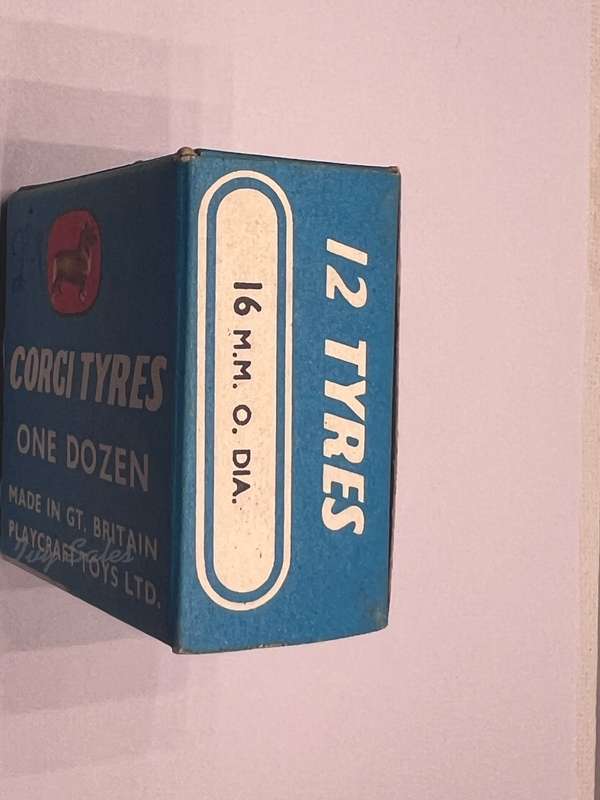 CORGI TYRES
ONE DOZEN
MADE IN GT. BRITAIN
PLAYCRAFT TOYS LTD.
12 TYRES
16 M.M. O. DIA.